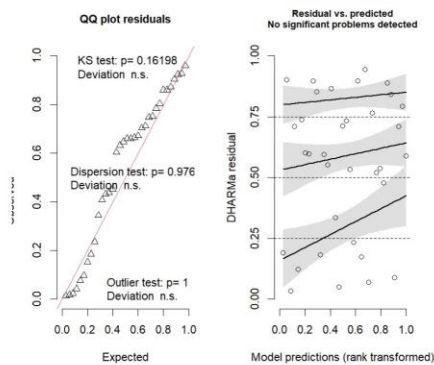 QQ plot residuals
KS test: p= 0.16198
Deviation n.s.
Dispersion test: p= 0.976
Deviation n.s.
Outlier test: p= 1
Deviation n.s.
1.0
0.8
0.6
0.4
0.2
0.0
0.0 0.2 0.4 0.6 0.8 1.0
Expected
Residual vs. predicted
No significant problems detected
DHARMa residual
1.00
0.75
0.50
0.25
0.00
0.0 0.2 0.4 0.6 0.8 1.0
Model predictions (rank transformed)